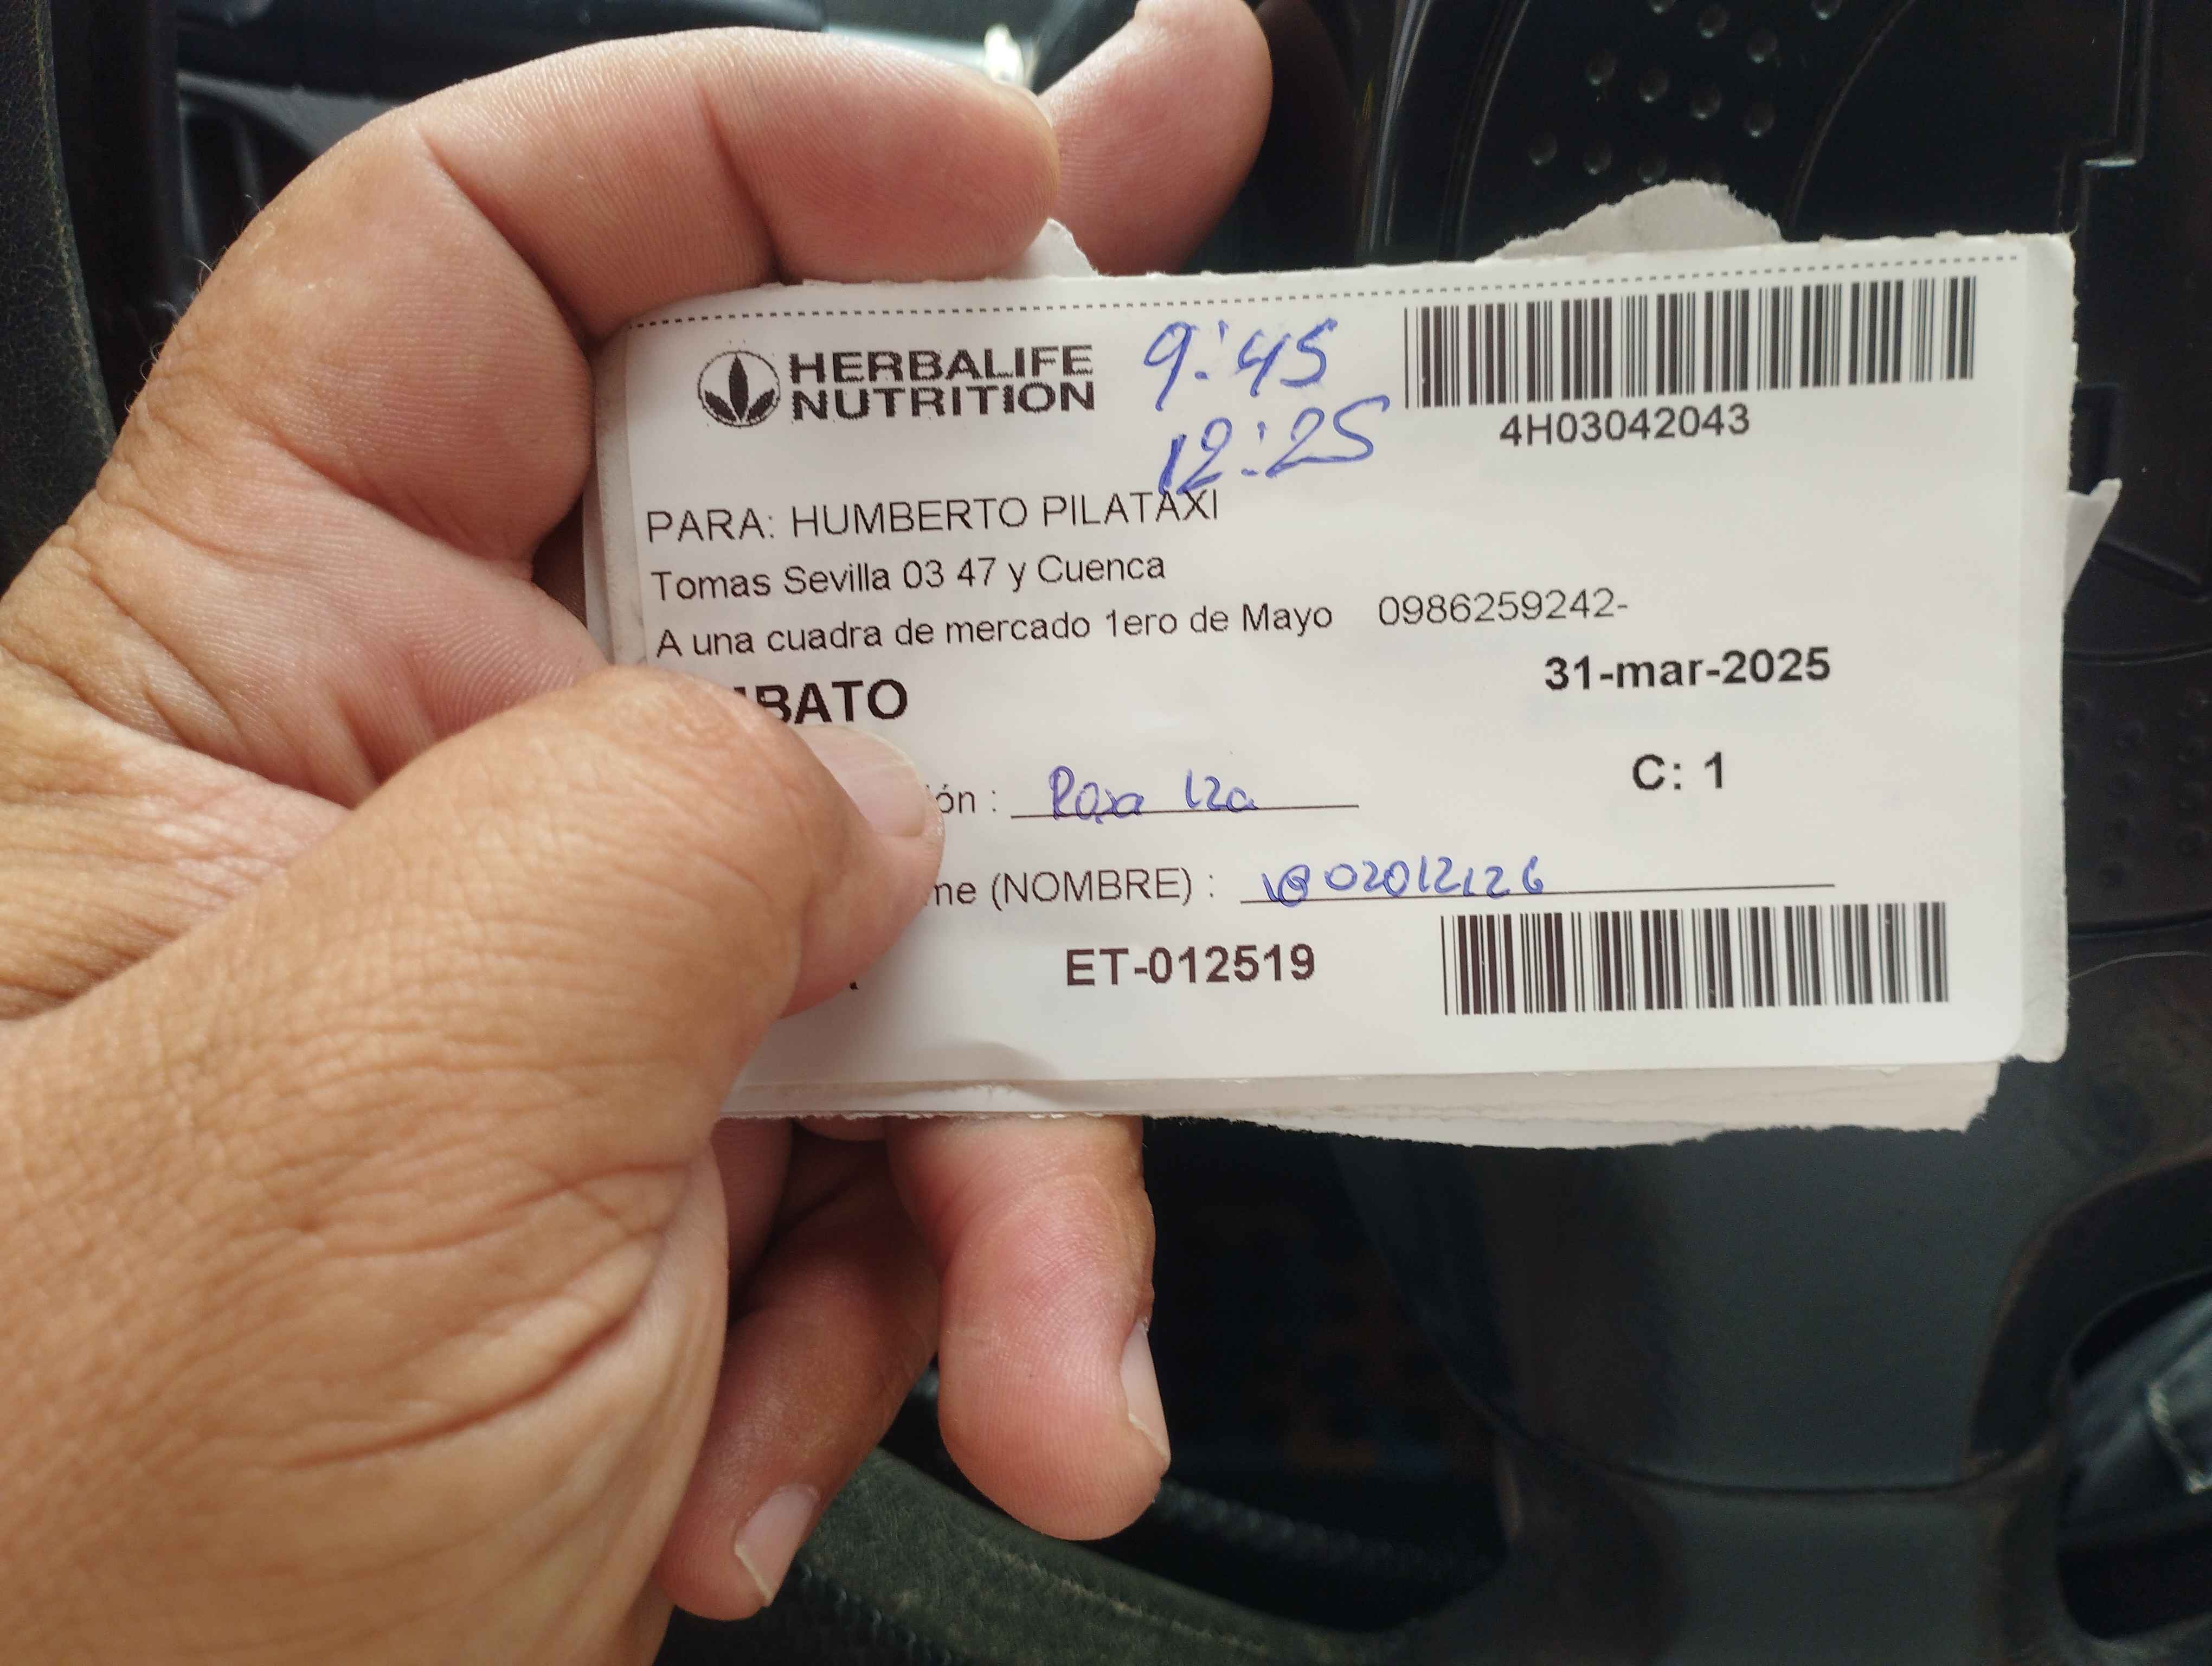 HERBALIFE
NUTRITION
9:45
12:25
4H03042043
PARA: HUMBERTO PILATAXI
Tomas Sevilla 03 47 y Cuenca
A una cuadra de mercado 1ero de Mayo 0986259242-
BATO
31-mar-2025
C: 1
ón : Rosa
me (NOMBRE) :
ET-012519